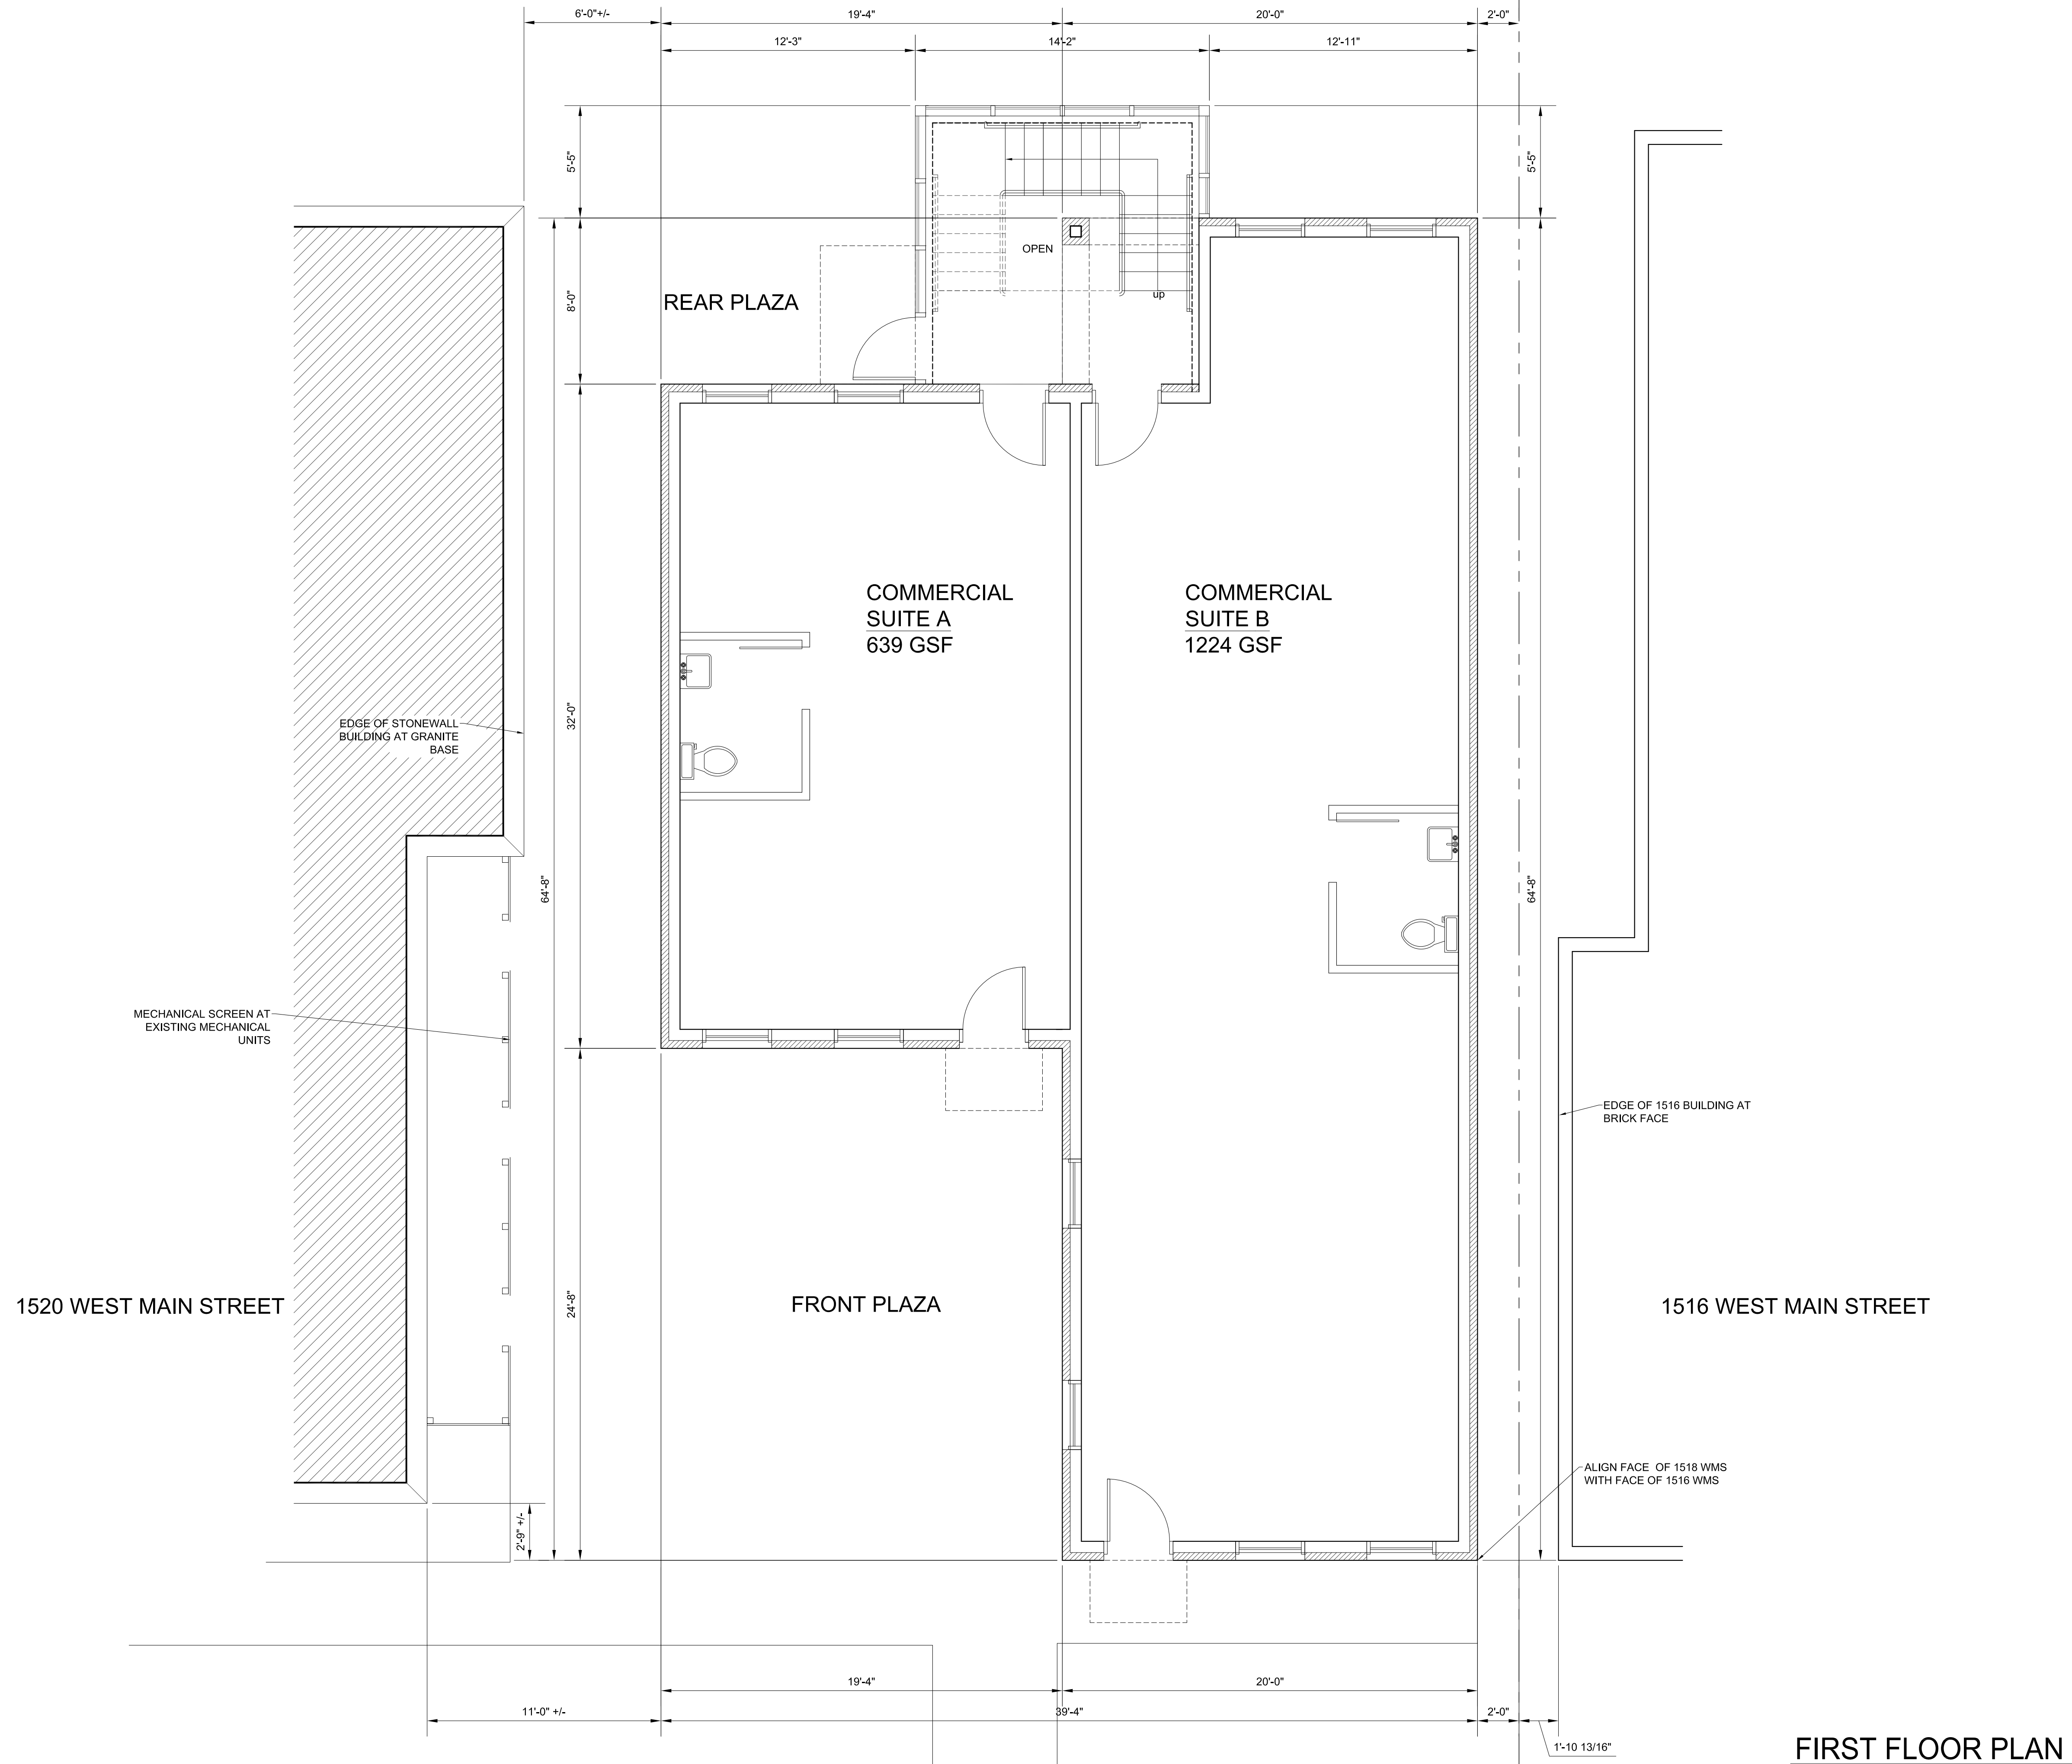 6'-0"+/-
19'-4"
20'-0"
2'-0"
12'-3"
14'-2"
12'-11"
5'-5"
5'-5"
OPEN
8'-0"
REAR PLAZA
up
COMMERCIAL
SUITE A
639 GSF
COMMERCIAL
SUITE B
1224 GSF
32'-0"
EDGE OF STONEWALL
BUILDING AT GRANITE
BASE
64'-8"
64'-8"
MECHANICAL SCREEN AT
EXISTING MECHANICAL
UNITS
EDGE OF 1516 BUILDING AT
BRICK FACE
1520 WEST MAIN STREET
24'-8"
FRONT PLAZA
1516 WEST MAIN STREET
ALIGN FACE OF 1518 WMS
WITH FACE OF 1516 WMS
2'-9" +/-
19'-4"
20'-0"
11'-0" +/-
39'-4"
2'-0"
1'-10 13/16"
FIRST FLOOR PLAN